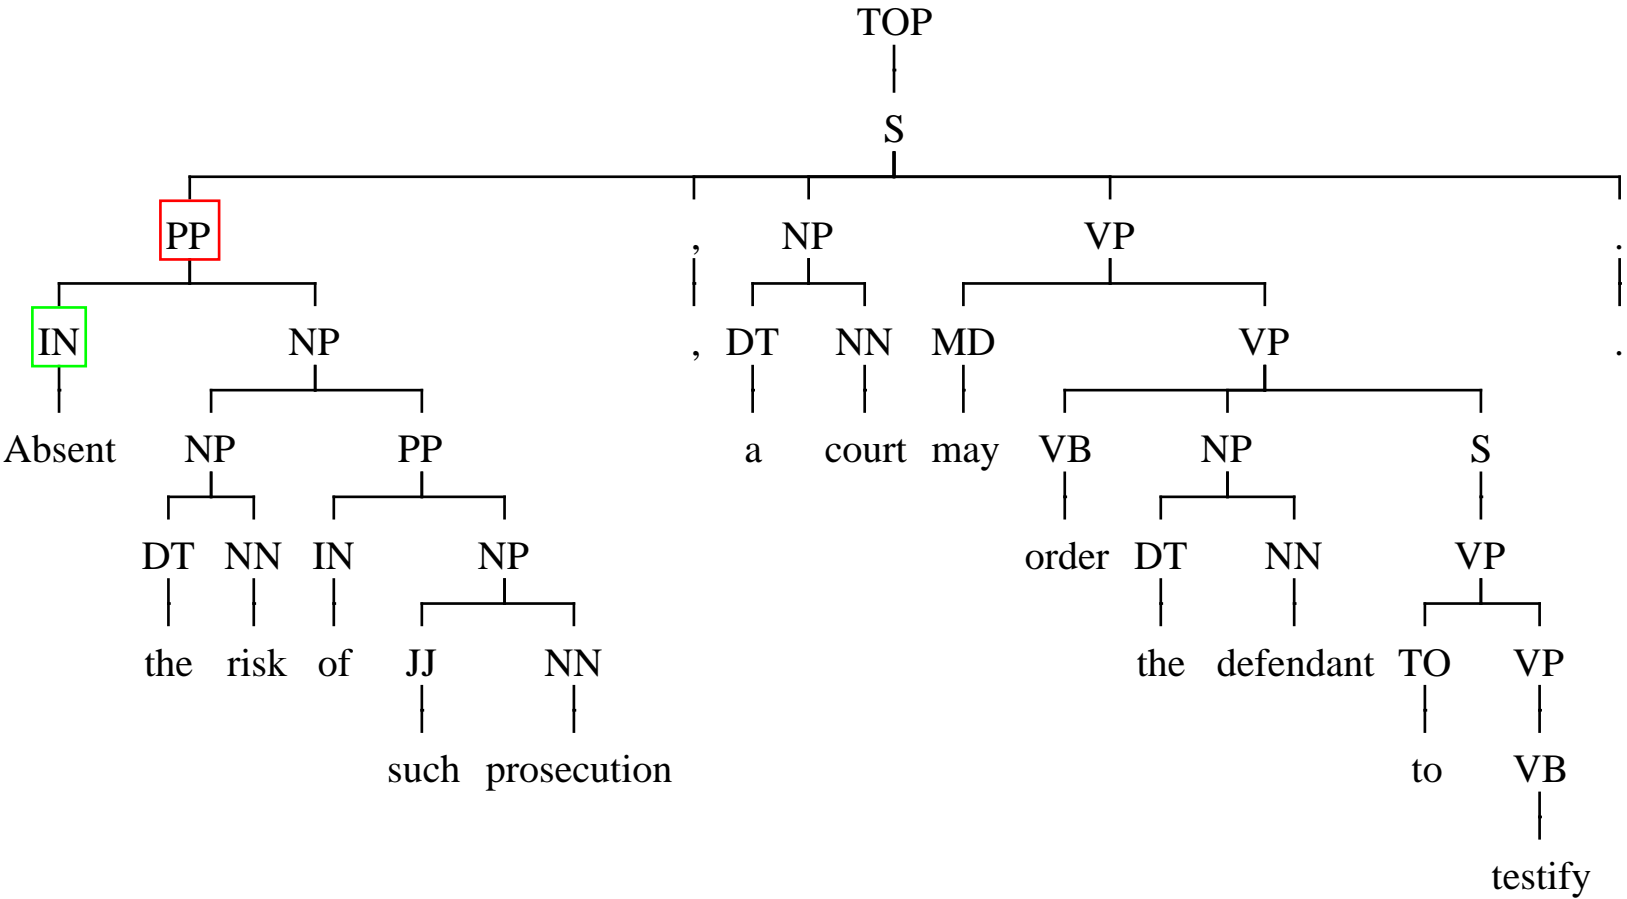 TOP
S
PP , NP VP .
IN NP , DT NN MD VP .
Absent NP PP a court may VB NP S
DT NN IN NP order DT NN VP
the risk of JJ NN the defendant TO VP
such prosecution to VB
testify